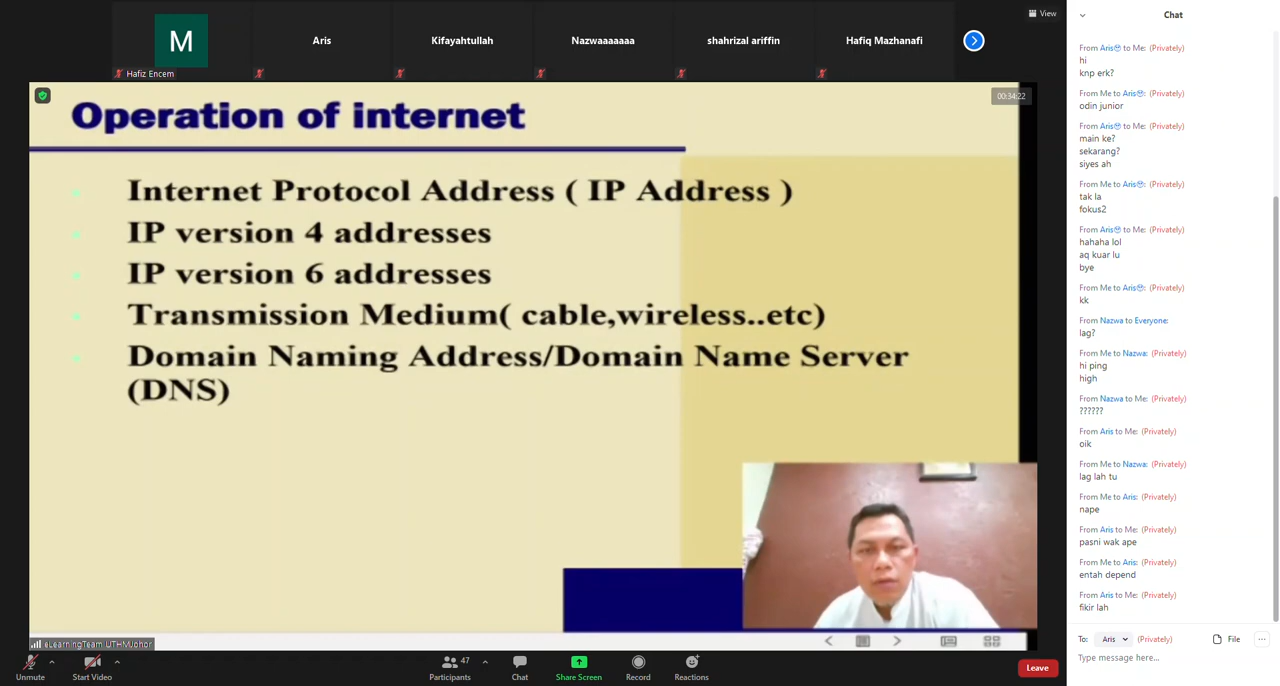 View
M
Hafiz Encem
Aris
Kifayahtullah
Nazwaaaaaaa
shahrizal ariffin
Hafiq Mazhanafi
00:34:22
Operation of internet
Internet Protocol Address ( IP Address )
IP version 4 addresses
IP version 6 addresses
Transmission Medium( cable,wireless..etc)
Domain Naming Address/Domain Name Server
(DNS)
eLearningTeam UTHMJohor
Unmute
Start Video
47
Participants
Chat
Share Screen
Record
Reactions
Leave
Chat
From Aris🥺 to Me: (Privately)
hi
knp erk?
From Me to Aris🥺: (Privately)
odin junior
From Aris🥺 to Me: (Privately)
main ke?
sekarang?
siyes ah
From Me to Aris🥺: (Privately)
tak la
fokus2
From Aris🥺 to Me: (Privately)
hahaha lol
aq kuar lu
bye
From Me to Aris🥺: (Privately)
kk
From Nazwa to Everyone:
lag?
From Me to Nazwa: (Privately)
hi ping
high
From Nazwa to Me: (Privately)
??????
From Aris to Me: (Privately)
oik
From Me to Nazwa: (Privately)
lag lah tu
From Me to Aris: (Privately)
nape
From Aris to Me: (Privately)
pasni wak ape
From Me to Aris: (Privately)
entah depend
From Aris to Me: (Privately)
fikir lah
To: Aris (Privately) File ...
Type message here...